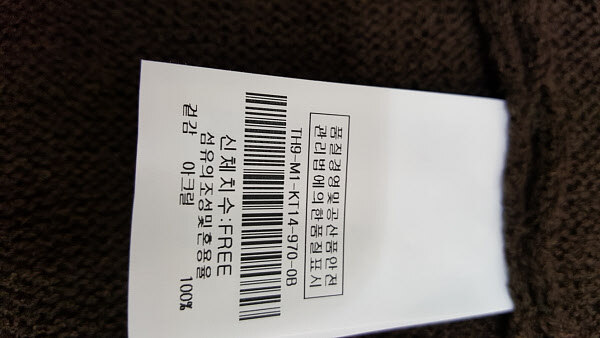 품질경영및공산품안전
관리법에의한품질표시
TH9-M1-KT14-970-0B
신체치수:FREE
섬유의조성및혼용율
겉감 아크릴 100%